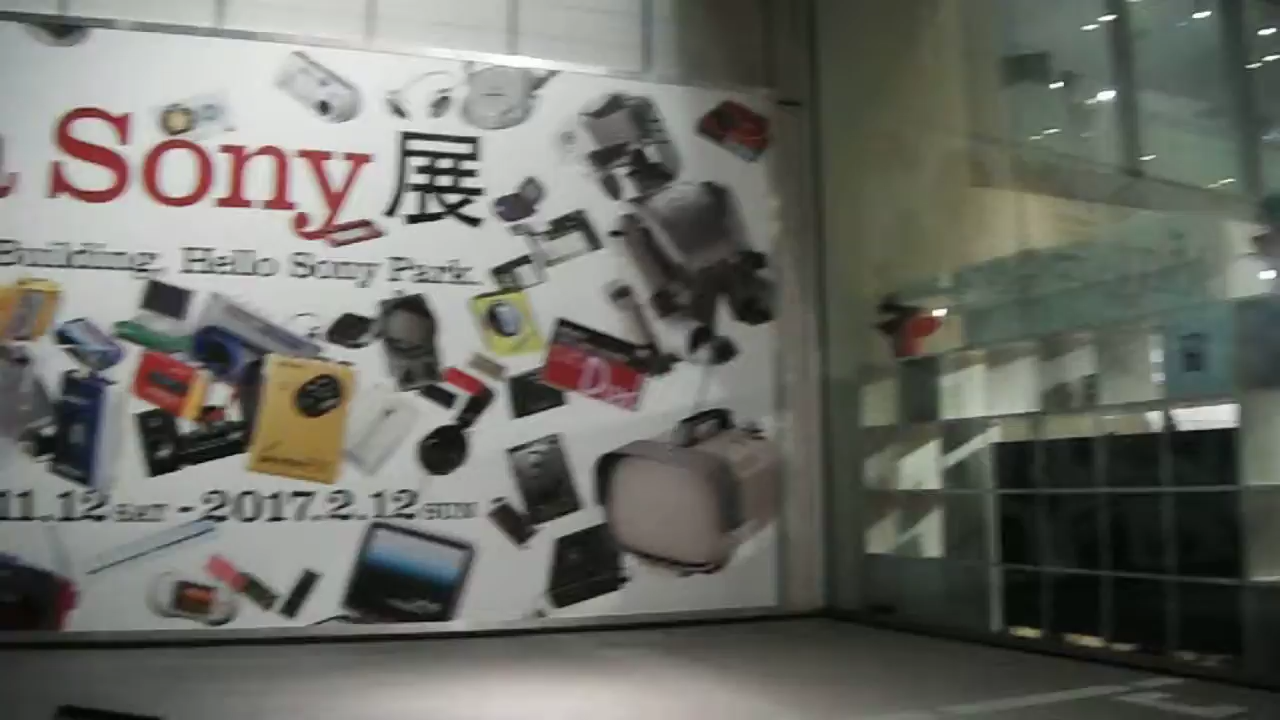 Sony展
Building, Hello Sony Park.
11.12 SAT - 2017.2.12 SUN